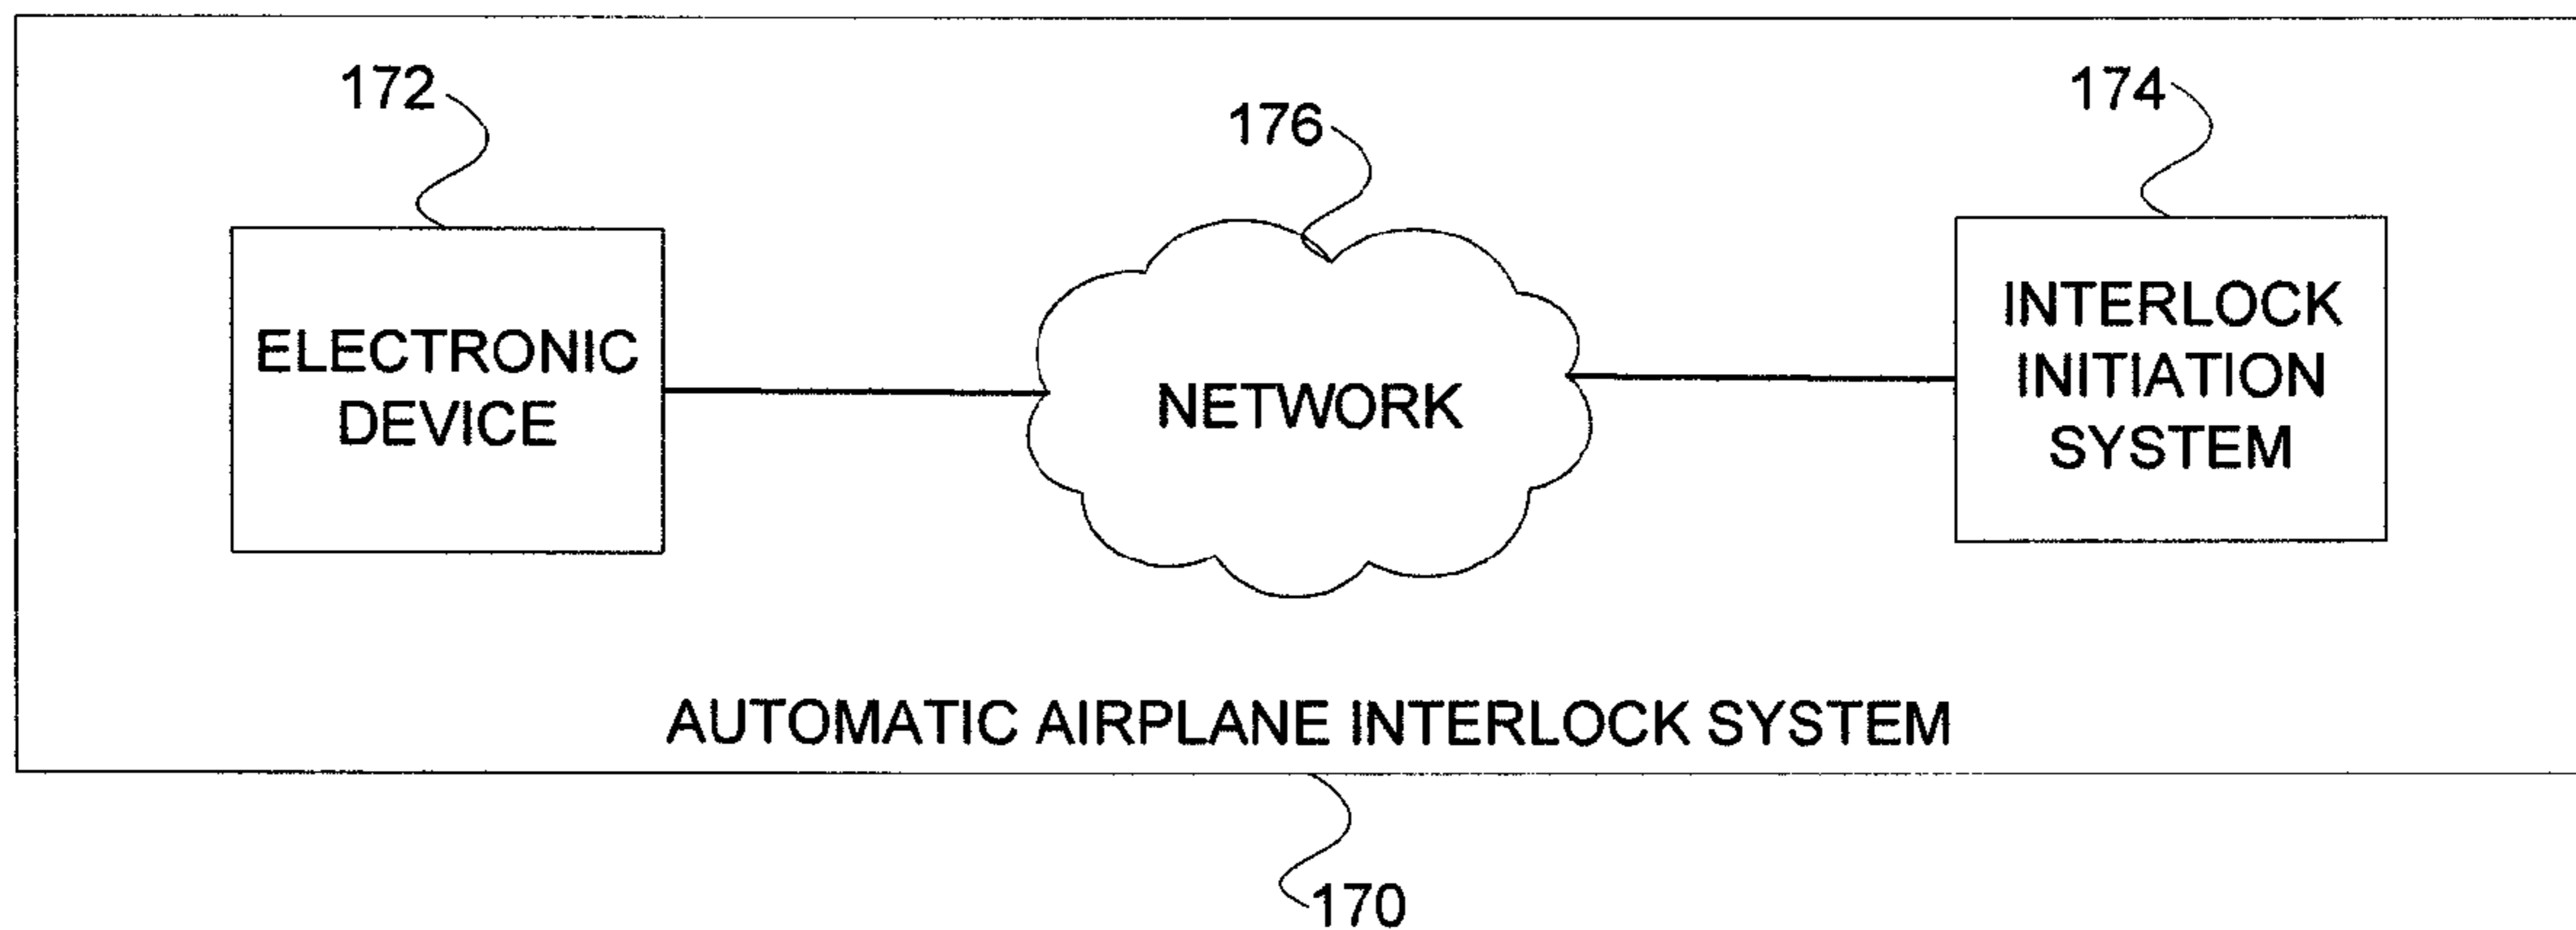 172
176
174
ELECTRONIC
DEVICE
NETWORK
INTERLOCK
INITIATION
SYSTEM
AUTOMATIC AIRPLANE INTERLOCK SYSTEM
170